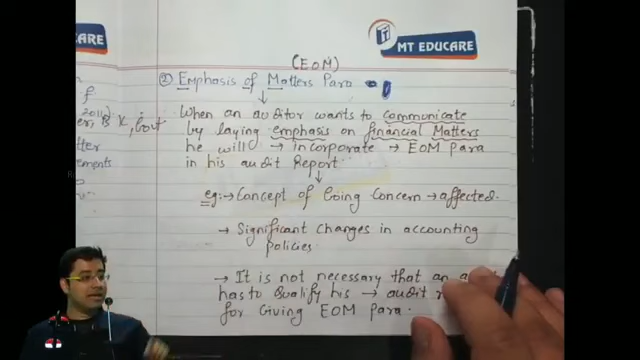 MT EDUCARE
(EOM)
② Emphasis of Matters Para
When an auditor wants to communicate
by laying emphasis on financial Matters
he will → incorporate → EOM para
in his audit Report
eg:→ Concept of Going Concern → affected.
→ Significant Changes in accounting
policies
→ It is not necessary that an
has to Qualify his → audit
for Giving EOM Para.